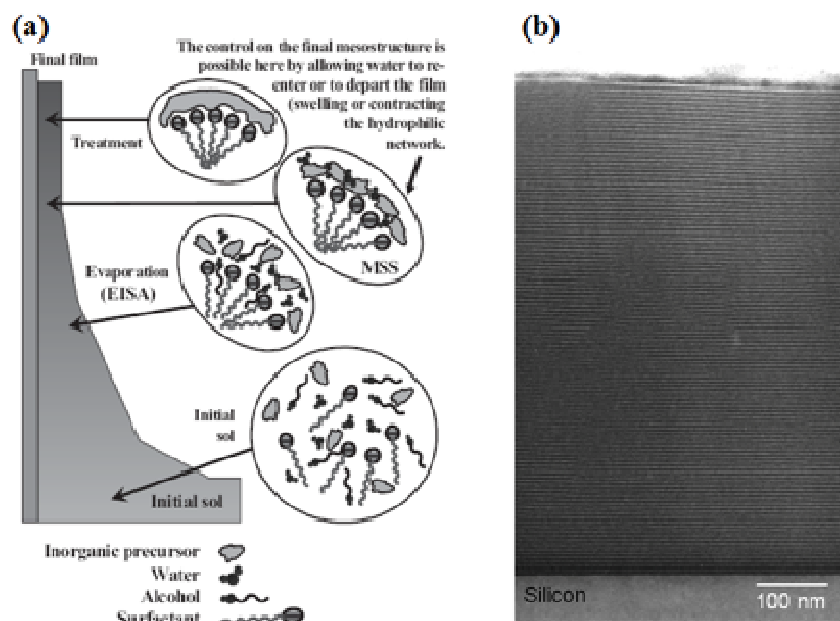 (a)
Final film
The control on the final mesostructure is
possible here by allowing water to re-
enter or to depart the film
(swelling or contracting
the hydrophilic
network.
Treatment
MSS
Evaporation
(EISA)
Initial
sol
Initial sol
Inorganic precursor
Water
Alcohol
Surfactant
(b)
Silicon
100 nm